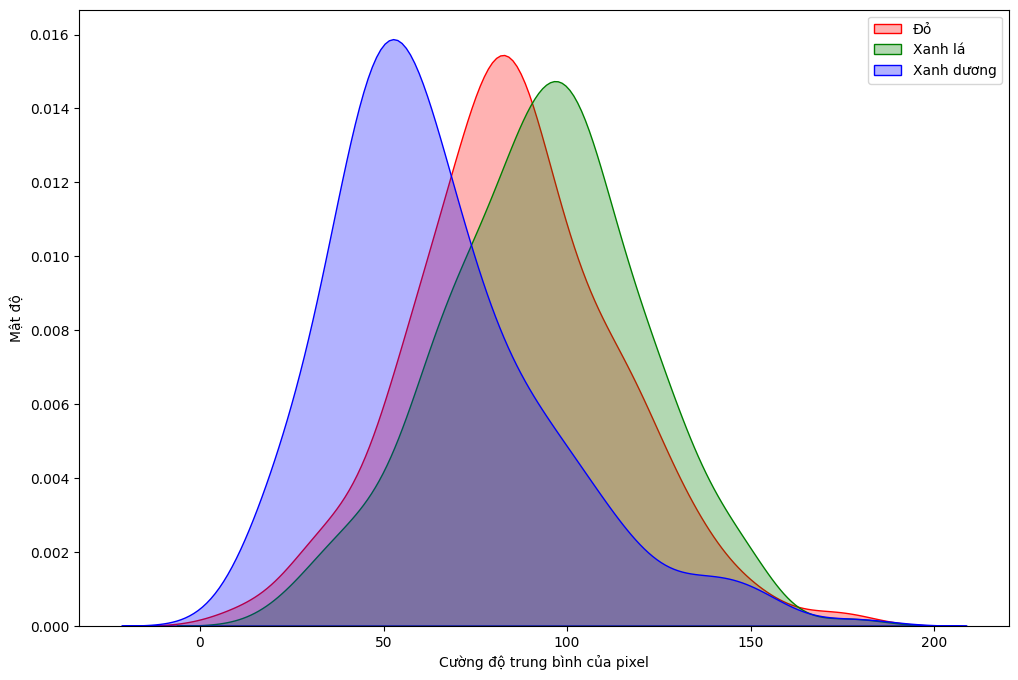 Đỏ
Xanh lá
Xanh dương
0.016
0.014
0.012
0.010
0.008
0.006
0.004
0.002
0.000
Mật độ
0 50 100 150 200
Cường độ trung bình của pixel